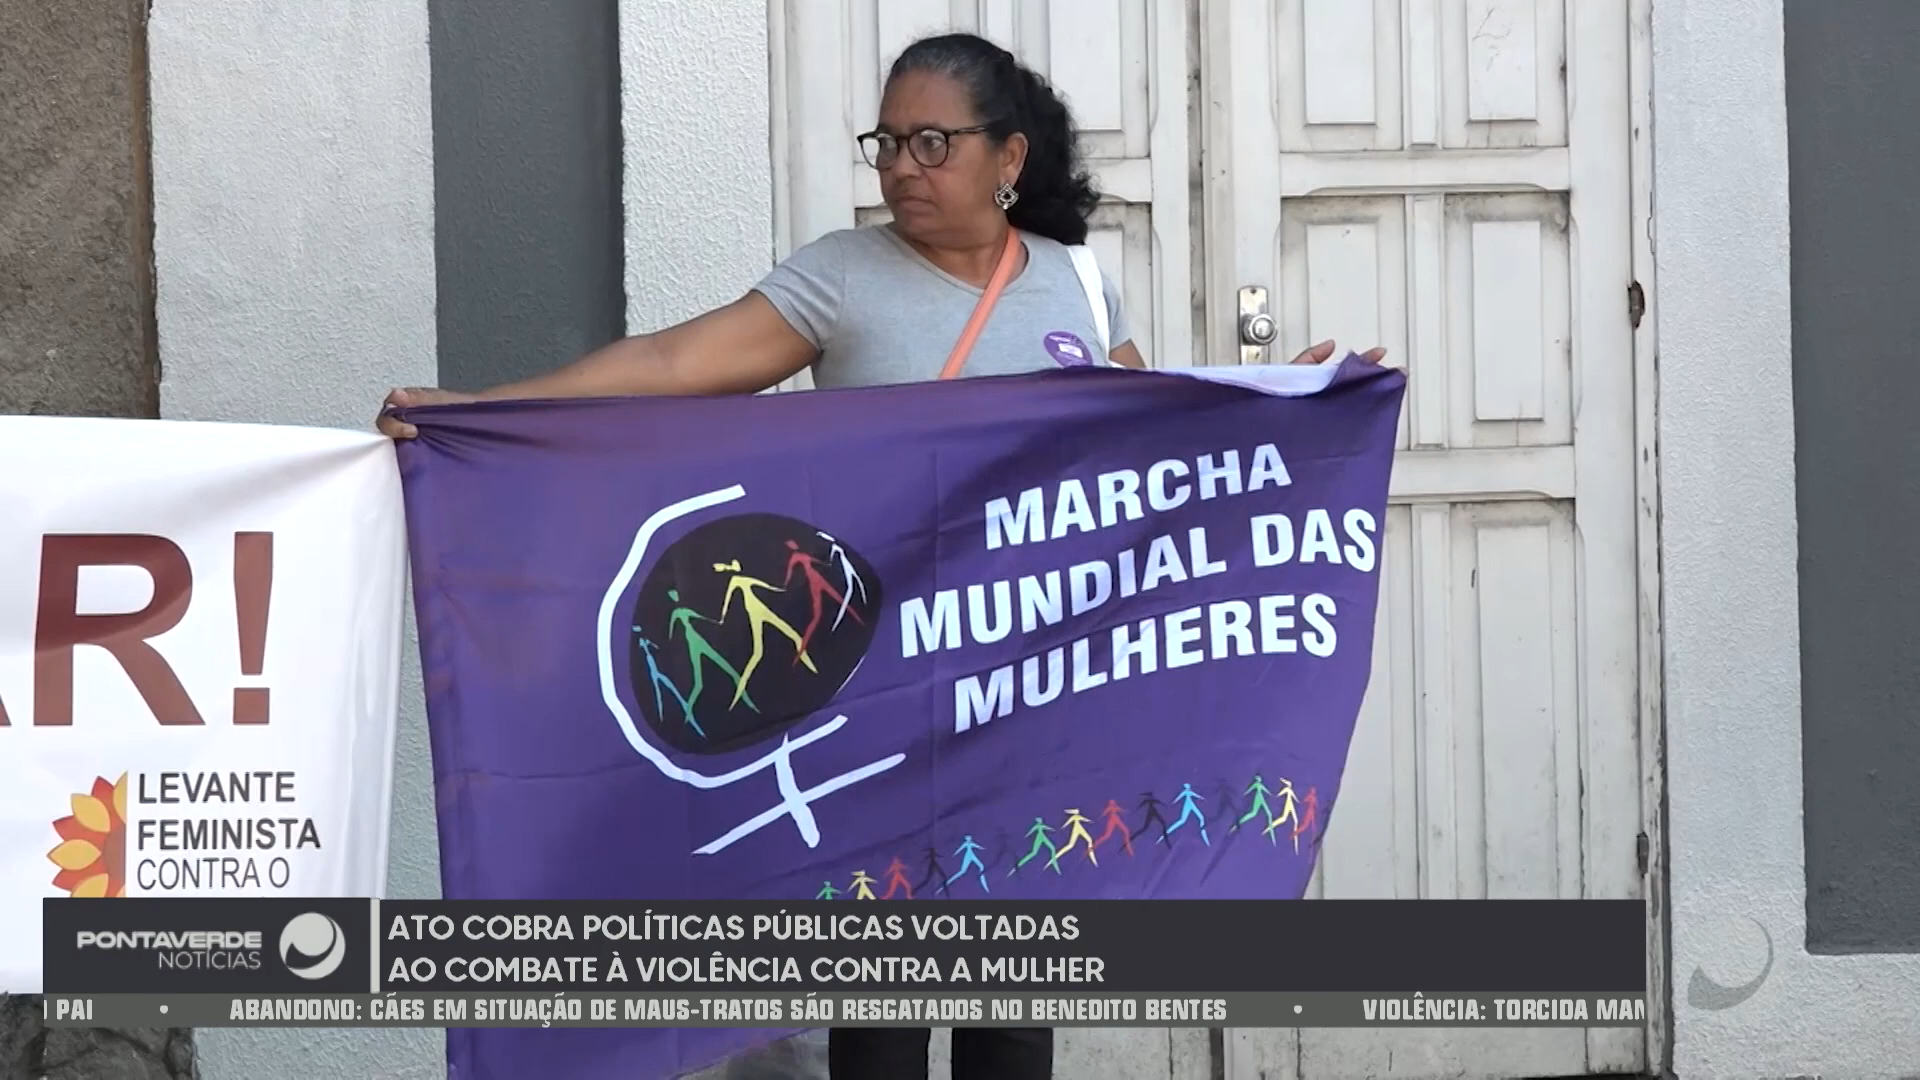 MARCHA
MUNDIAL DAS
MULHERES
AR!
LEVANTE
FEMINISTA
CONTRA O
PONTAVERDE
NOTÍCIAS
ATO COBRA POLÍTICAS PÚBLICAS VOLTADAS
AO COMBATE À VIOLÊNCIA CONTRA A MULHER
PAI • ABANDONO: CÃES EM SITUAÇÃO DE MAUS-TRATOS SÃO RESGATADOS NO BENEDITO BENTES • VIOLÊNCIA: TORCIDA MAN